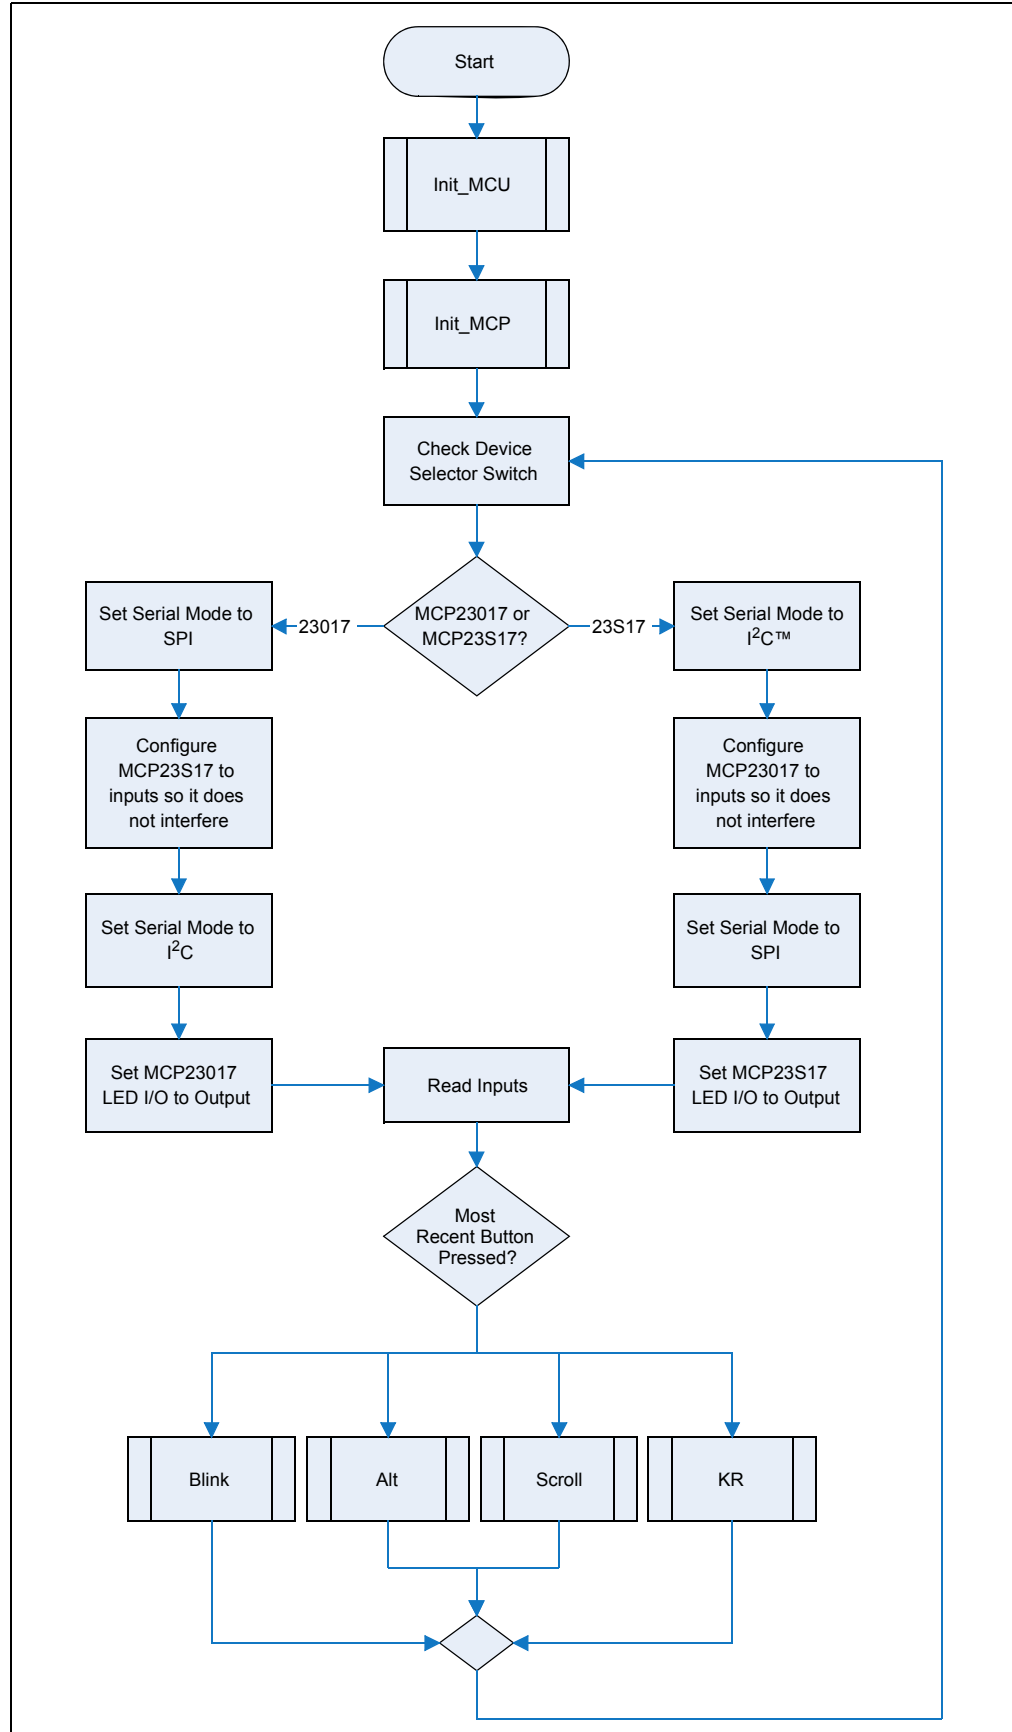 Start
Init_MCU
Init_MCP
Check Device
Selector Switch
MCP23017 or
MCP23S17?
23017
23S17
Set Serial Mode to
SPI
Configure
MCP23S17 to
inputs so it does
not interfere
Set Serial Mode to
I²C
Set MCP23017
LED I/O to Output
Set Serial Mode to
I²C™
Configure
MCP23017 to
inputs so it does
not interfere
Set Serial Mode to
SPI
Set MCP23S17
LED I/O to Output
Read Inputs
Most
Recent Button
Pressed?
Blink
Alt
Scroll
KR